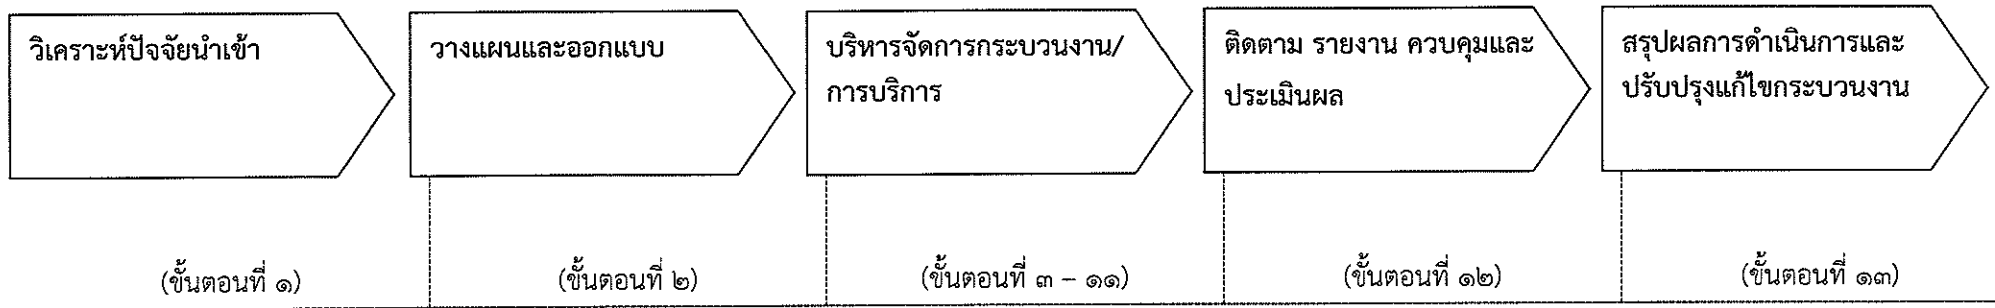 วิเคราะห์ปัจจัยนำเข้า
วางแผนและออกแบบ
บริหารจัดการกระบวนงาน/
การบริการ
ติดตาม รายงาน ควบคุมและ
ประเมินผล
สรุปผลการดำเนินการและ
ปรับปรุงแก้ไขกระบวนงาน
(ขั้นตอนที่ ๑)
(ขั้นตอนที่ ๒)
(ขั้นตอนที่ ๓ - ๑๑)
(ขั้นตอนที่ ๑๒)
(ขั้นตอนที่ ๑๓)